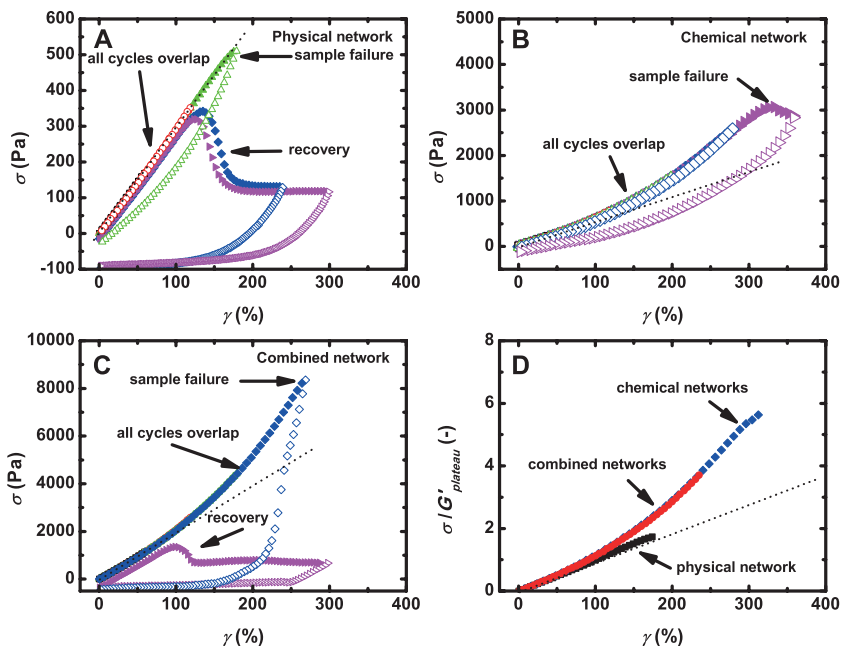 A
Physical network
all cycles overlap
sample failure
recovery
600
500
400
300
200
100
0
-100
σ (Pa)
0
100
200
300
400
γ (%)
B
Chemical network
sample failure
all cycles overlap
5000
4000
3000
2000
1000
0
σ (Pa)
0
100
200
300
400
γ (%)
C
Combined network
sample failure
all cycles overlap
recovery
10000
8000
6000
4000
2000
0
σ (Pa)
0
100
200
300
400
γ (%)
D
chemical networks
combined networks
physical network
8
6
4
2
0
σ / G'plateau (-)
0
100
200
300
400
γ (%)